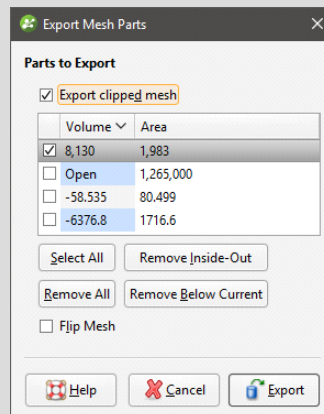 Export Mesh Parts
Parts to Export
Export clipped mesh
Volume Area
8,130 1,983
Open 1,265,000
-58.535 80.499
-6376.8 1716.6
Select All Remove Inside-Out
Remove All Remove Below Current
Flip Mesh
Help Cancel Export